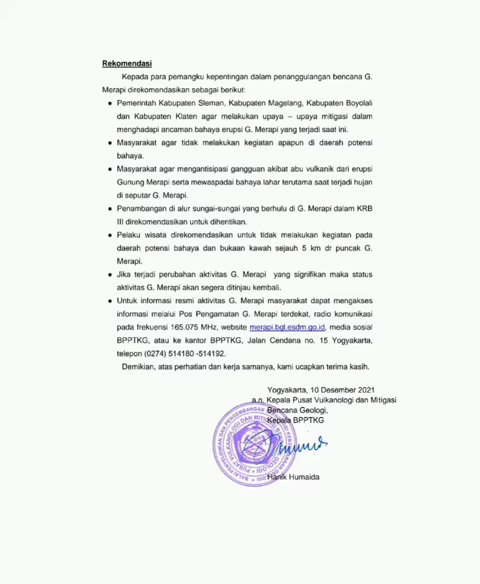 Rekomendasi
Kepada para pemangku kepentingan dalam penanggulangan bencana G.
Merapi direkomendasikan sebagai berikut:
● Pemerintah Kabupaten Sleman, Kabupaten Magelang, Kabupaten Boyolali
dan Kabupaten Klaten agar melakukan upaya – upaya mitigasi dalam
menghadapi ancaman bahaya erupsi G. Merapi yang terjadi saat ini.
● Masyarakat agar tidak melakukan kegiatan apapun di daerah potensi
bahaya.
● Masyarakat agar mengantisipasi gangguan akibat abu vulkanik dari erupsi
Gunung Merapi serta mewaspadai bahaya lahar terutama saat terjadi hujan
di seputar G. Merapi.
● Penambangan di alur sungai-sungai yang berhulu di G. Merapi dalam KRB
III direkomendasikan untuk dihentikan.
● Pelaku wisata direkomendasikan untuk tidak melakukan kegiatan pada
daerah potensi bahaya dan bukaan kawah sejauh 5 km dr puncak G.
Merapi.
● Jika terjadi perubahan aktivitas G. Merapi yang signifikan maka status
aktivitas G. Merapi akan segera ditinjau kembali.
● Untuk informasi resmi aktivitas G. Merapi masyarakat dapat mengakses
informasi melalui Pos Pengamatan G. Merapi terdekat, radio komunikasi
pada frekuensi 165.075 MHz, website merapi.bgl.esdm.go.id, media sosial
BPPTKG, atau ke kantor BPPTKG, Jalan Cendana no. 15 Yogyakarta,
telepon (0274) 514180 -514192.
Demikian, atas perhatian dan kerja samanya, kami ucapkan terima kasih.
Yogyakarta, 10 Desember 2021
a.n. Kepala Pusat Vulkanologi dan Mitigasi
Bencana Geologi,
Kepala BPPTKG
Hanik Humaida